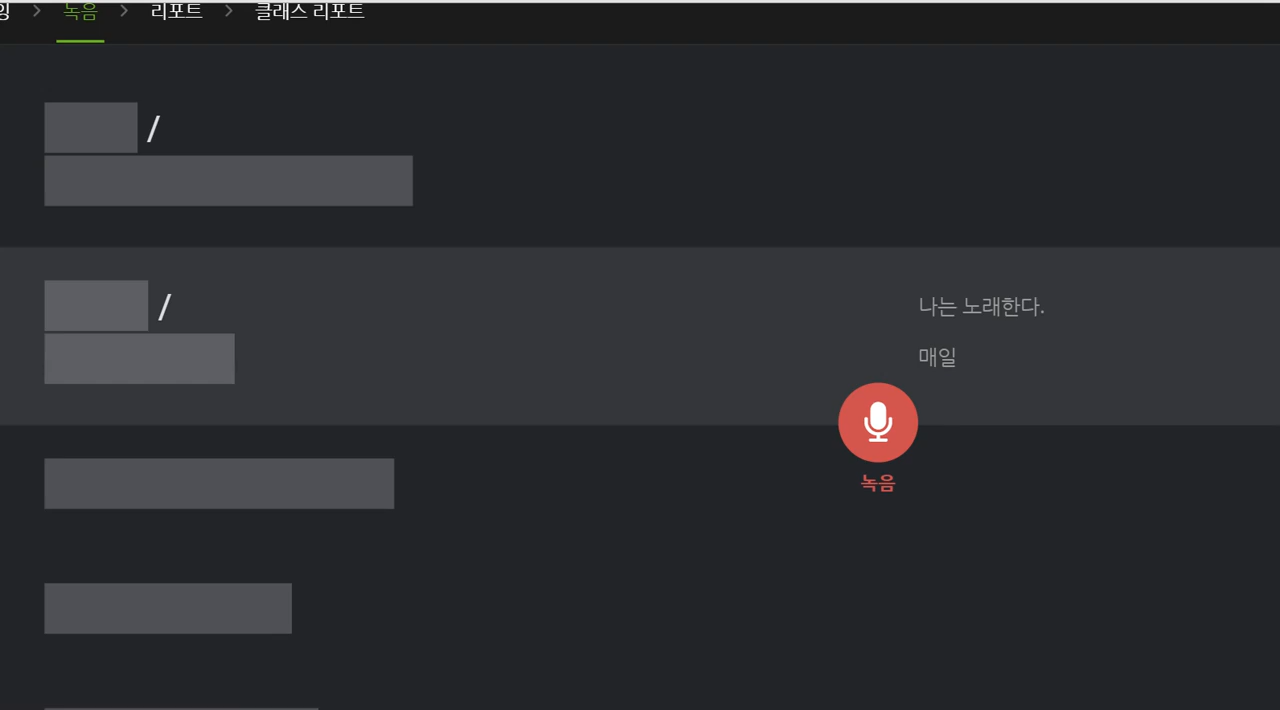 녹음 > 리포트 > 클래스 리포트
/
/
나는 노래한다.
매일
녹음